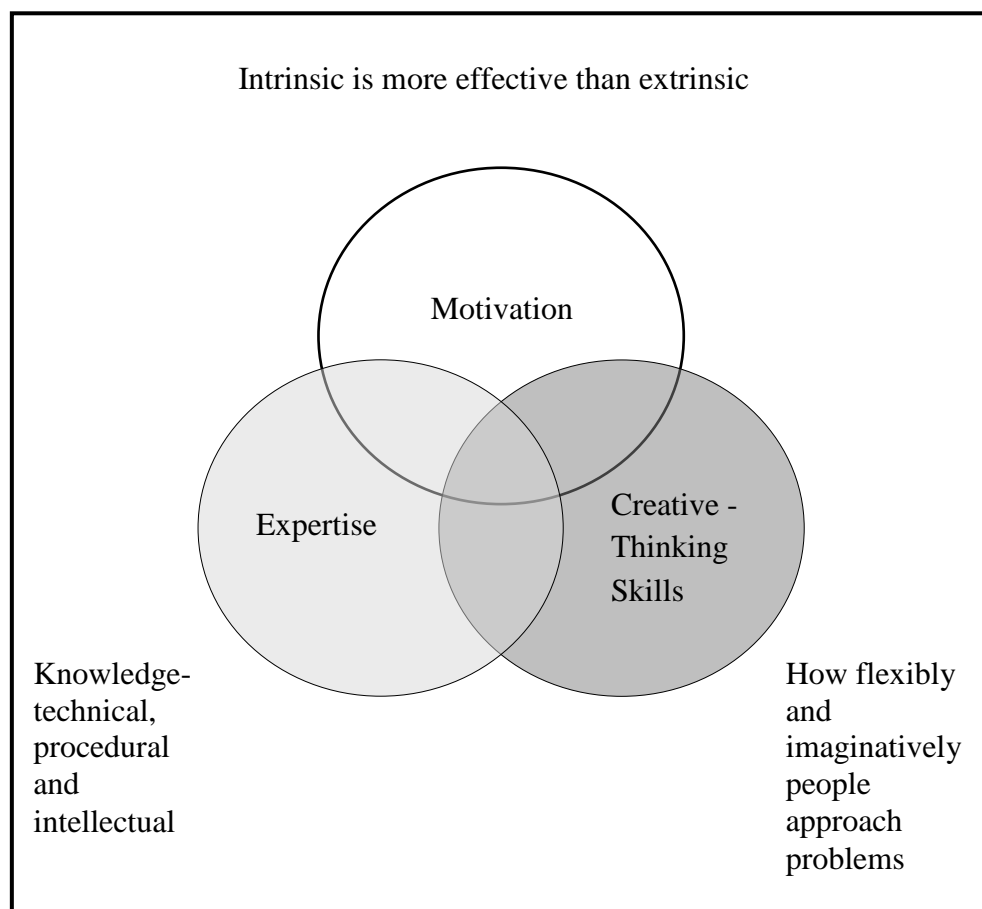 Intrinsic is more effective than extrinsic
Motivation
Expertise
Creative -
Thinking
Skills
Knowledge-
technical,
procedural
and
intellectual
How flexibly
and
imaginatively
people
approach
problems